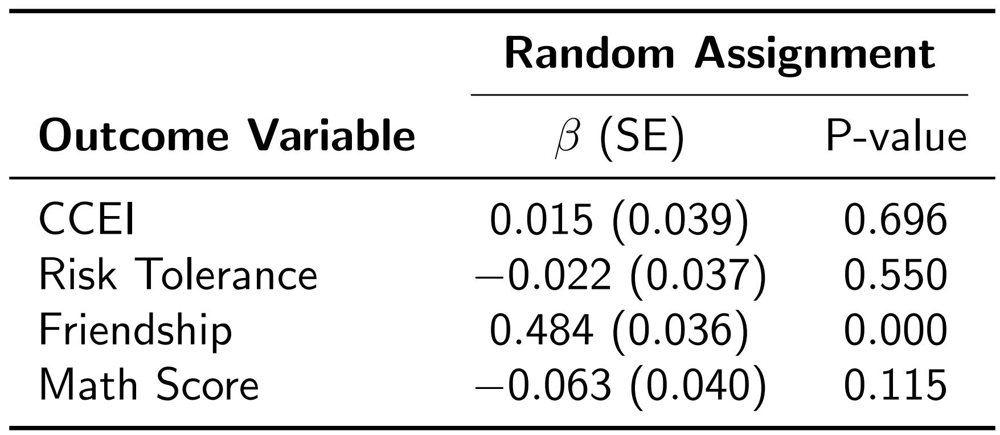 Random Assignment
Outcome Variable β (SE) P-value
CCEI 0.015 (0.039) 0.696
Risk Tolerance −0.022 (0.037) 0.550
Friendship 0.484 (0.036) 0.000
Math Score −0.063 (0.040) 0.115